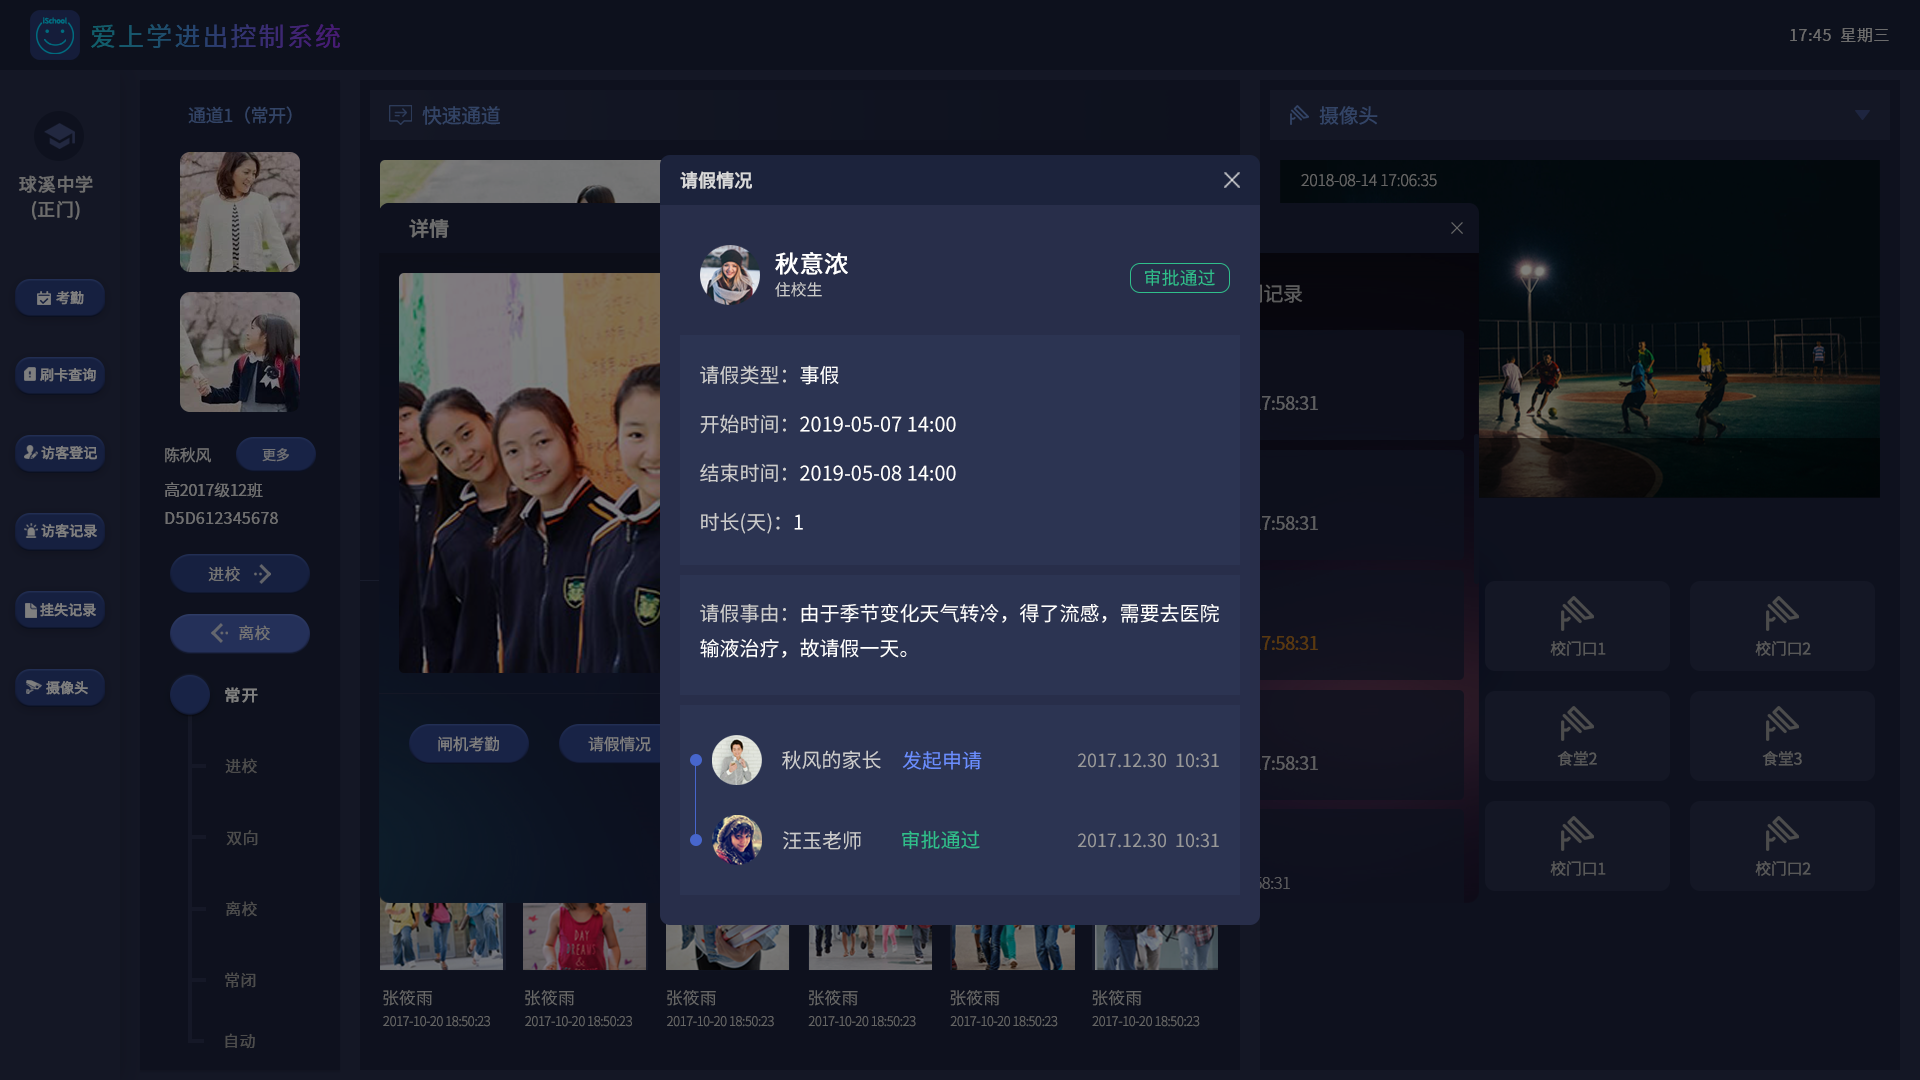 iSchool
爱上学进出控制系统
17:45 星期三
球溪中学
(正门)
考勤
刷卡查询
访客登记
访客记录
挂失记录
摄像头
通道1（常开）
陈秋风
更多
高2017级12班
D5D612345678
进校
离校
常开
进校
双向
离校
常闭
自动
快速通道
详情
闸机考勤
请假情况
DAY
DREAMS
&
张筱雨
2017-10-20 18:50:23
张筱雨
2017-10-20 18:50:23
张筱雨
2017-10-20 18:50:23
张筱雨
2017-10-20 18:50:23
张筱雨
2017-10-20 18:50:23
张筱雨
2017-10-20 18:50:23
请假情况
秋意浓
住校生
审批通过
请假类型：事假
开始时间：2019-05-07 14:00
结束时间：2019-05-08 14:00
时长(天)：1
请假事由：由于季节变化天气转冷，得了流感，需要去医院
输液治疗，故请假一天。
秋风的家长 发起申请 2017.12.30 10:31
汪玉老师 审批通过 2017.12.30 10:31
记录
7:58:31
7:58:31
7:58:31
7:58:31
58:31
摄像头
2018-08-14 17:06:35
校门口1
校门口2
食堂2
食堂3
校门口1
校门口2